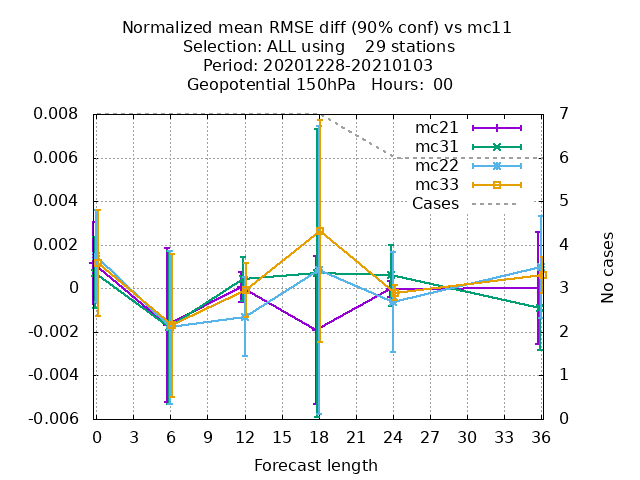 Normalized mean RMSE diff (90% conf) vs mc11
Selection: ALL using    29 stations
Period: 20201228-20210103
Geopotential 150hPa   Hours:  00
0.008
0.006
0.004
0.002
0
-0.002
-0.004
-0.006
7
6
5
4
3
2
1
0
mc21
mc31
mc22
mc33
Cases
No cases
0 3 6 9 12 15 18 21 24 27 30 33 36
Forecast length